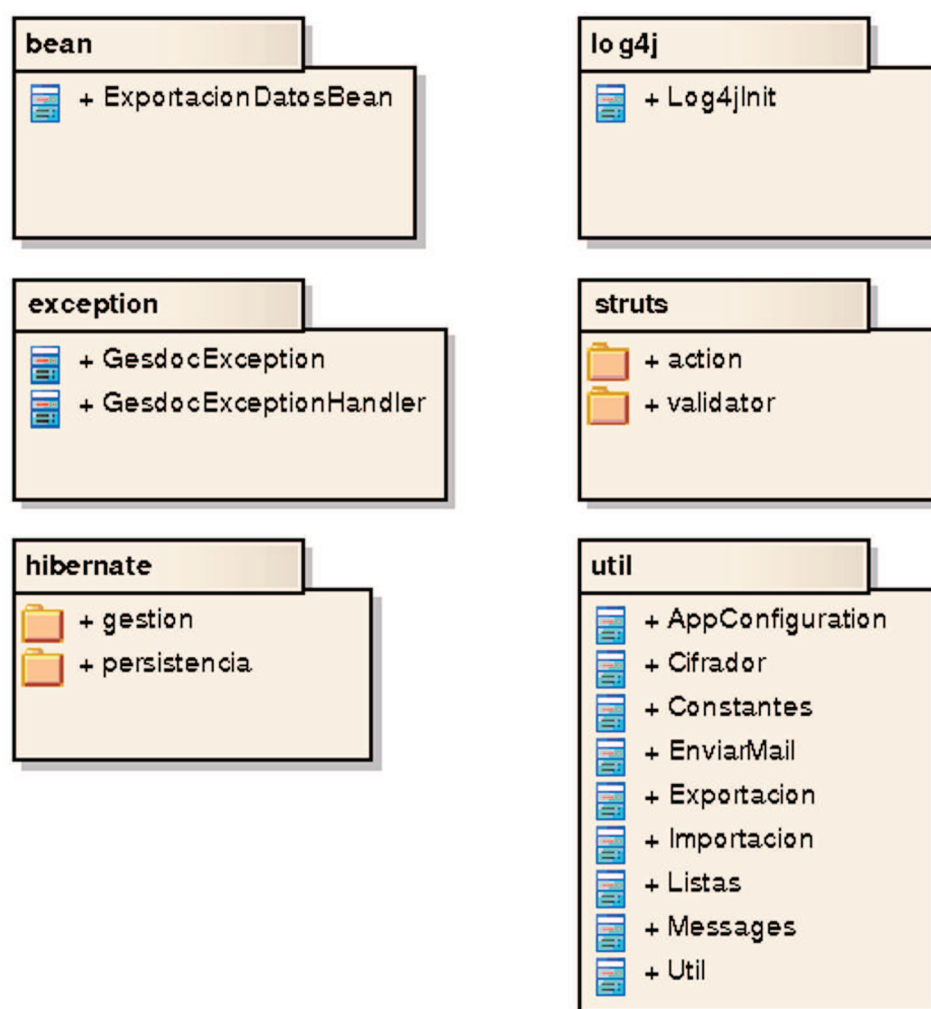 bean
+ ExportacionDatosBean
log4j
+ Log4jInit
exception
+ GesdocException
+ GesdocExceptionHandler
struts
+ action
+ validator
hibernate
+ gestion
+ persistencia
util
+ AppConfiguration
+ Cifrador
+ Constantes
+ EnviarMail
+ Exportacion
+ Importacion
+ Listas
+ Messages
+ Util